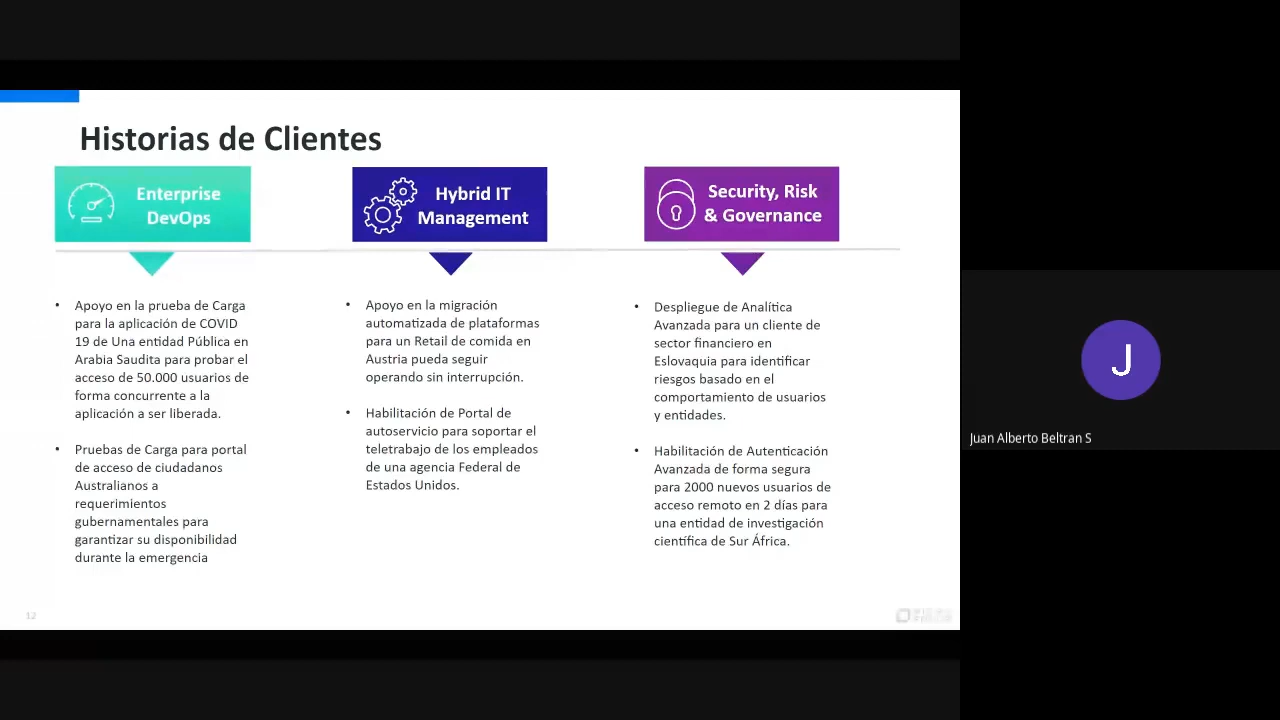 Historias de Clientes
Enterprise
DevOps
Hybrid IT
Management
Security, Risk
& Governance
• Apoyo en la prueba de Carga
para la aplicación de COVID
19 de Una entidad Pública en
Arabia Saudita para probar el
acceso de 50.000 usuarios de
forma concurrente a la
aplicación a ser liberada.
• Pruebas de Carga para portal
de acceso de ciudadanos
Australianos a
requerimientos
gubernamentales para
garantizar su disponibilidad
durante la emergencia
• Apoyo en la migración
automatizada de plataformas
para un Retail de comida en
Austria pueda seguir
operando sin interrupción.
• Habilitación de Portal de
autoservicio para soportar el
teletrabajo de los empleados
de una agencia Federal de
Estados Unidos.
• Despliegue de Analítica
Avanzada para un cliente de
sector financiero en
Eslovaquia para identificar
riesgos basado en el
comportamiento de usuarios
y entidades.
• Habilitación de Autenticación
Avanzada de forma segura
para 2000 nuevos usuarios de
acceso remoto en 2 días para
una entidad de investigación
científica de Sur África.
12
J
Juan Alberto Beltran S